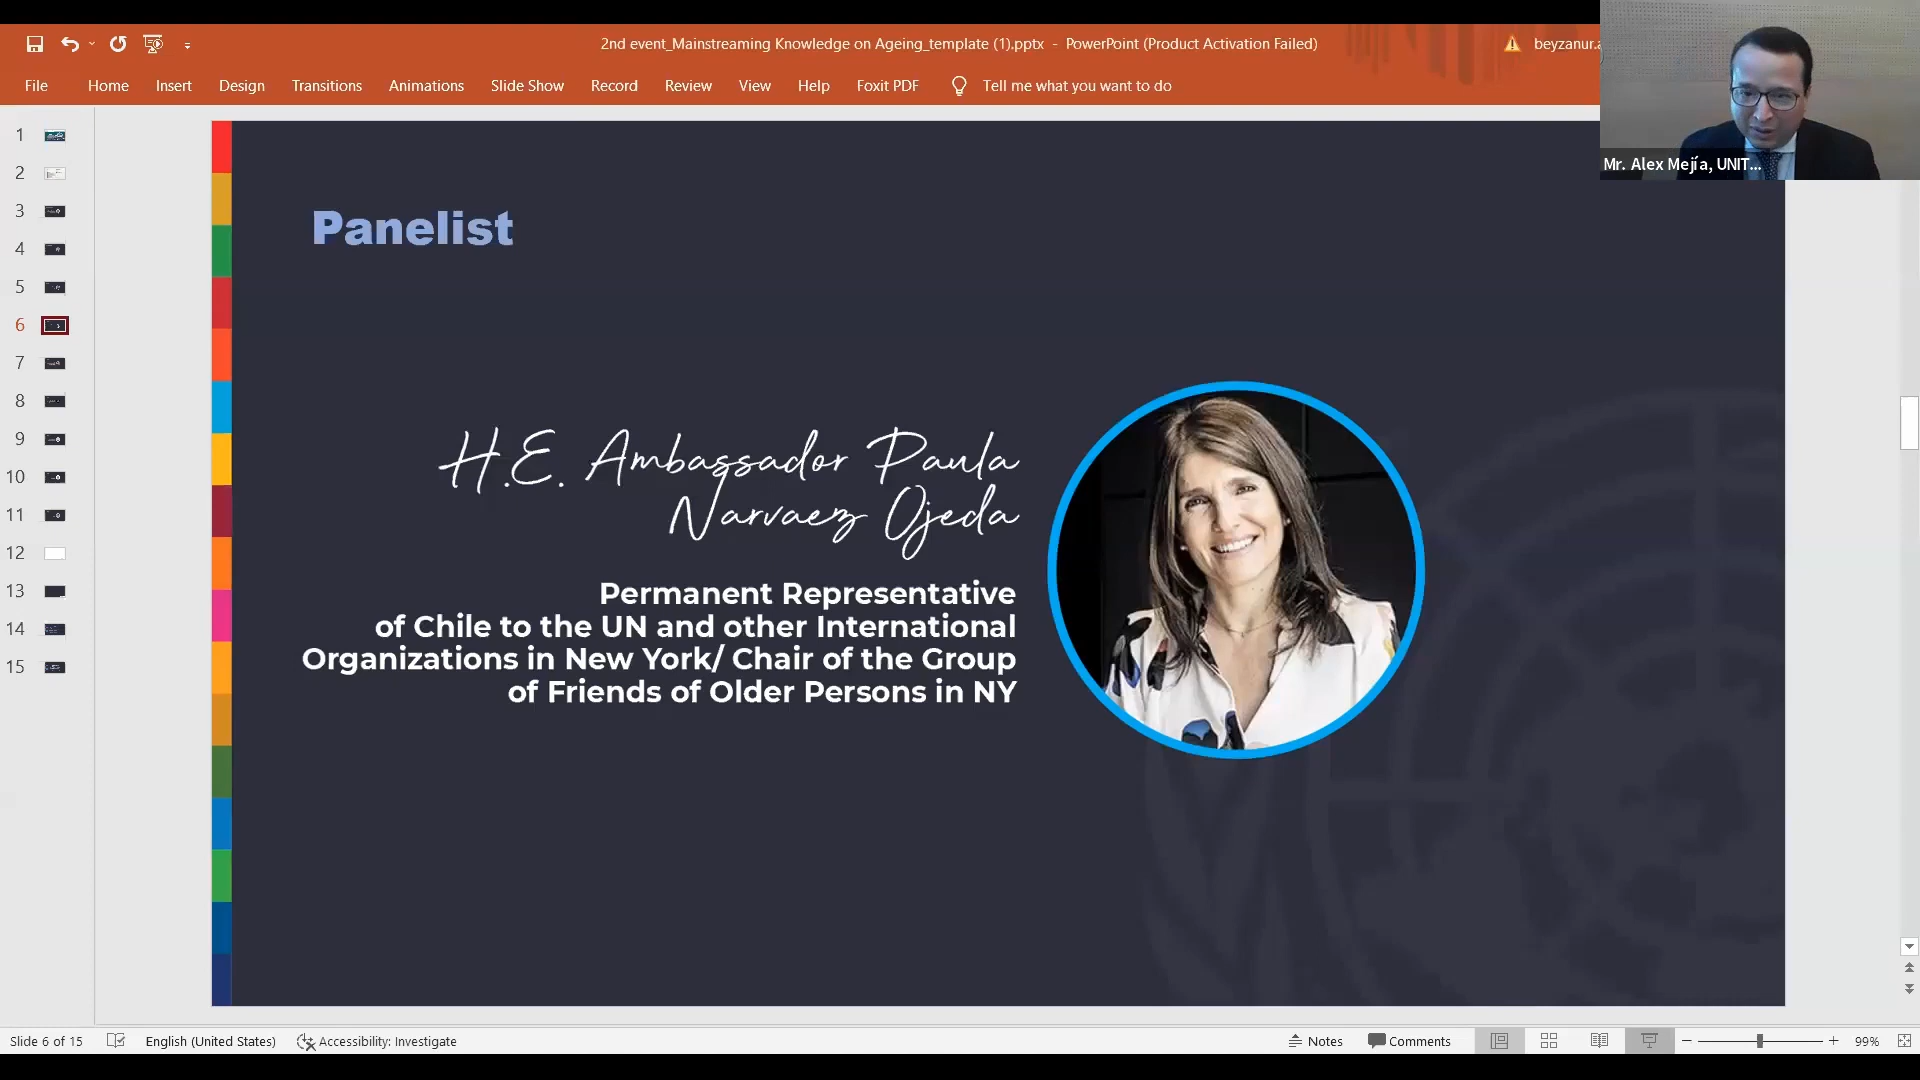 2nd event_Mainstreaming Knowledge on Ageing_template (1).pptx - PowerPoint (Product Activation Failed)
beyzanur.a
File Home Insert Design Transitions Animations Slide Show Record Review View Help Foxit PDF Tell me what you want to do
Mr. Alex Mejía, UNIT...
1
2
3
4
5
6
7
8
9
10
11
12
13
14
15
Panelist
H.E. Ambassador Paula
Narvaez Ojeda
Permanent Representative
of Chile to the UN and other International
Organizations in New York/ Chair of the Group
of Friends of Older Persons in NY
Slide 6 of 15 English (United States) Accessibility: Investigate Notes Comments 99%